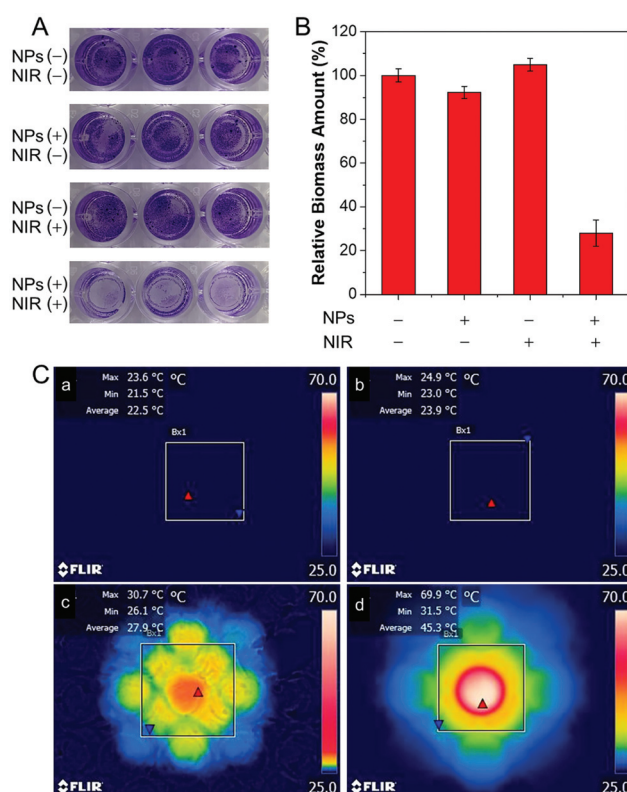 A
NPs (−)
NIR (−)
NPs (+)
NIR (−)
NPs (−)
NIR (+)
NPs (+)
NIR (+)
B
Relative Biomass Amount (%)
120
100
80
60
40
20
0
NPs − + − +
NIR − − + +
C
a
Max 23.6 °C °C
Min 21.5 °C
Average 22.5 °C
70.0
Bx1
FLIR
25.0
b
Max 24.9 °C °C
Min 23.0 °C
Average 23.9 °C
70.0
Bx1
FLIR
25.0
c
Max 30.7 °C °C
Min 26.1 °C
Average 27.9 °C
70.0
Bx1
FLIR
25.0
d
Max 69.9 °C °C
Min 31.5 °C
Average 45.3 °C
70.0
Bx1
FLIR
25.0